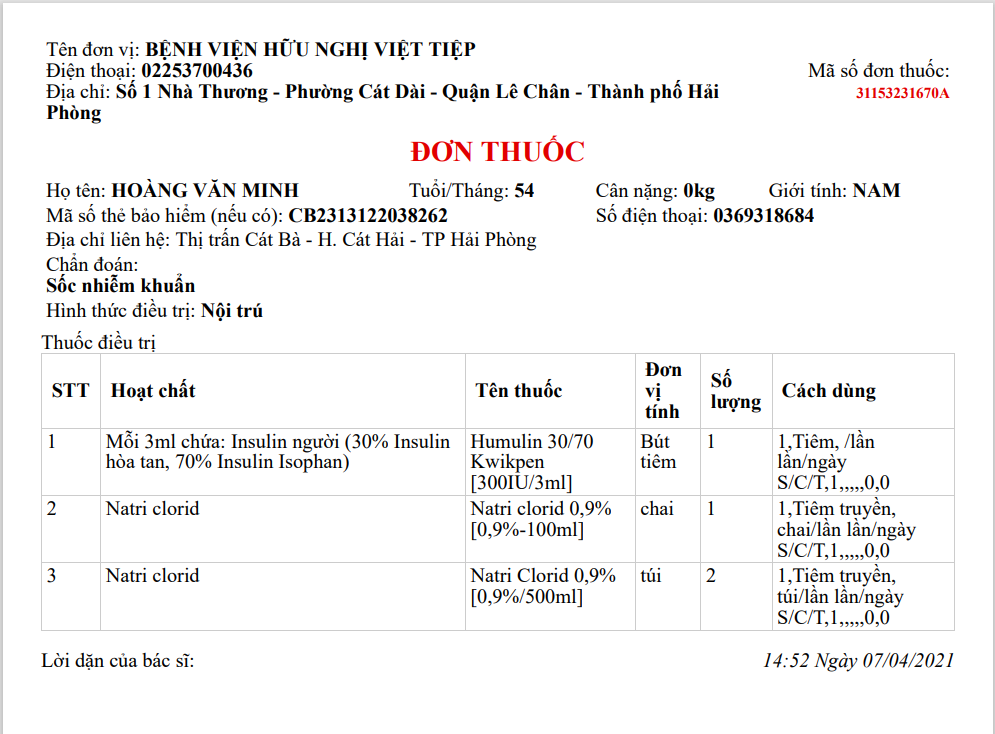 Tên đơn vị: BỆNH VIỆN HỮU NGHỊ VIỆT TIỆP
Điện thoại: 02253700436
Mã số đơn thuốc:
Địa chỉ: Số 1 Nhà Thương - Phường Cát Dài - Quận Lê Chân - Thành phố Hải
31153231670A
Phòng
ĐƠN THUỐC
Họ tên: HOÀNG VĂN MINH Tuổi/Tháng: 54 Cân nặng: 0kg Giới tính: NAM
Mã số thẻ bảo hiểm (nếu có): CB2313122038262 Số điện thoại: 0369318684
Địa chỉ liên hệ: Thị trấn Cát Bà - H. Cát Hải - TP Hải Phòng
Chẩn đoán:
Sốc nhiễm khuẩn
Hình thức điều trị: Nội trú
Thuốc điều trị
STT
Hoạt chất
Tên thuốc
Đơn
vị
tính
Số
lượng
Cách dùng
1
Mỗi 3ml chứa: Insulin người (30% Insulin
hòa tan, 70% Insulin Isophan)
Humulin 30/70
Kwikpen
[300IU/3ml]
Bút
tiêm
1
1,Tiêm, /lần
lần/ngày
S/C/T,1,,,,,0,0
2
Natri clorid
Natri clorid 0,9%
[0,9%-100ml]
chai
1
1,Tiêm truyền,
chai/lần lần/ngày
S/C/T,1,,,,,0,0
3
Natri clorid
Natri Clorid 0,9%
[0,9%/500ml]
túi
2
1,Tiêm truyền,
túi/lần lần/ngày
S/C/T,1,,,,,0,0
Lời dặn của bác sĩ:
14:52 Ngày 07/04/2021